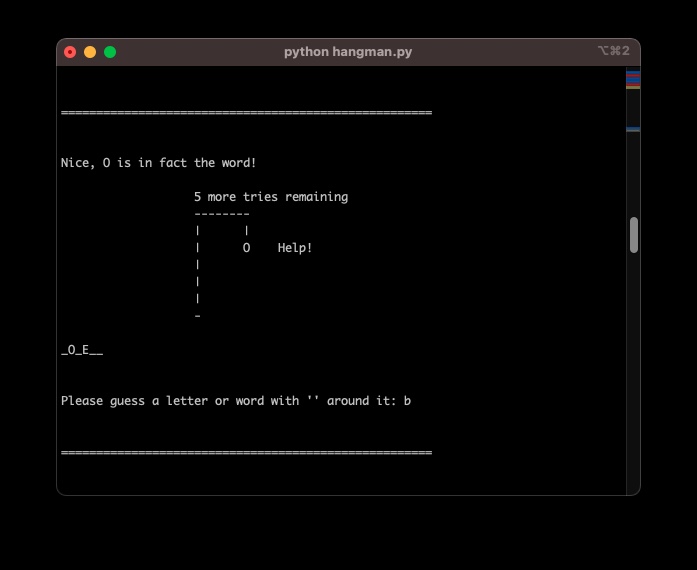 python hangman.py ⌥⌘2
=====================================================
Nice, O is in fact the word!
5 more tries remaining
--------
|      |
|      O    Help!
|
|
|
-
_O_E__
Please guess a letter or word with '' around it: b
=====================================================